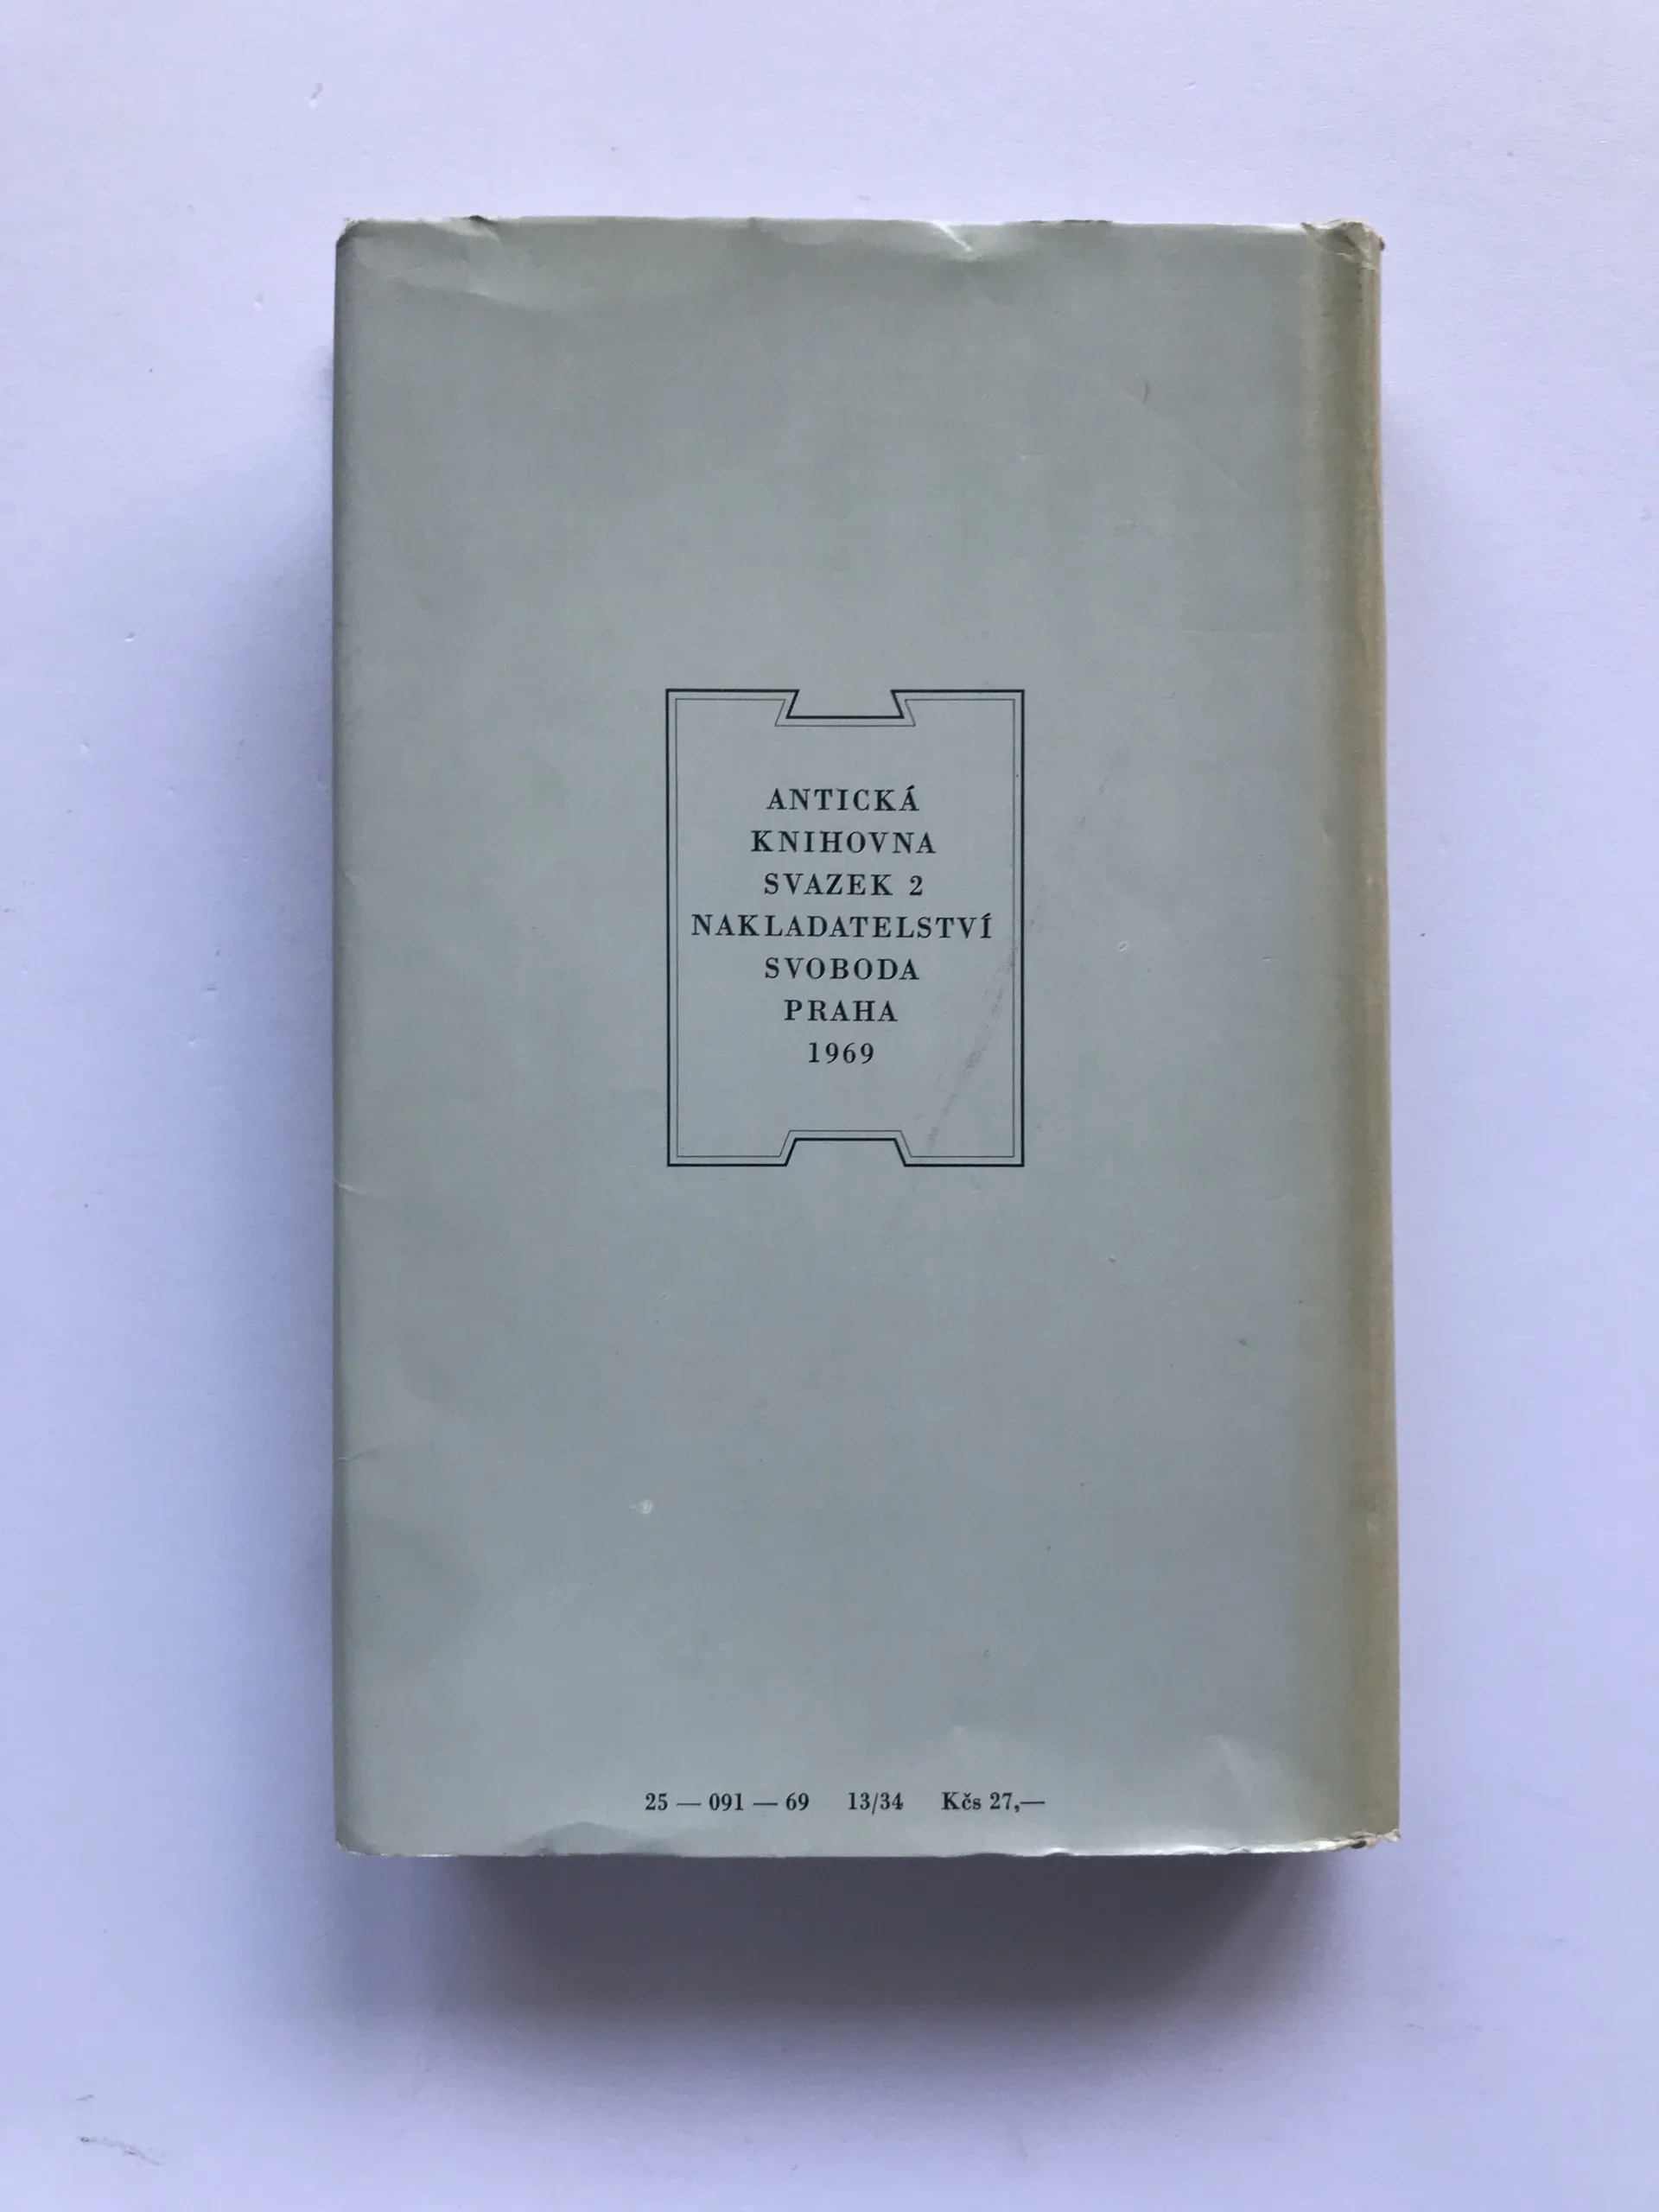 ANTICKÁ
KNIHOVNA
SVAZEK 2
NAKLADATELSTVÍ
SVOBODA
PRAHA
1969
25 — 091 — 69 13/34 Kčs 27,—